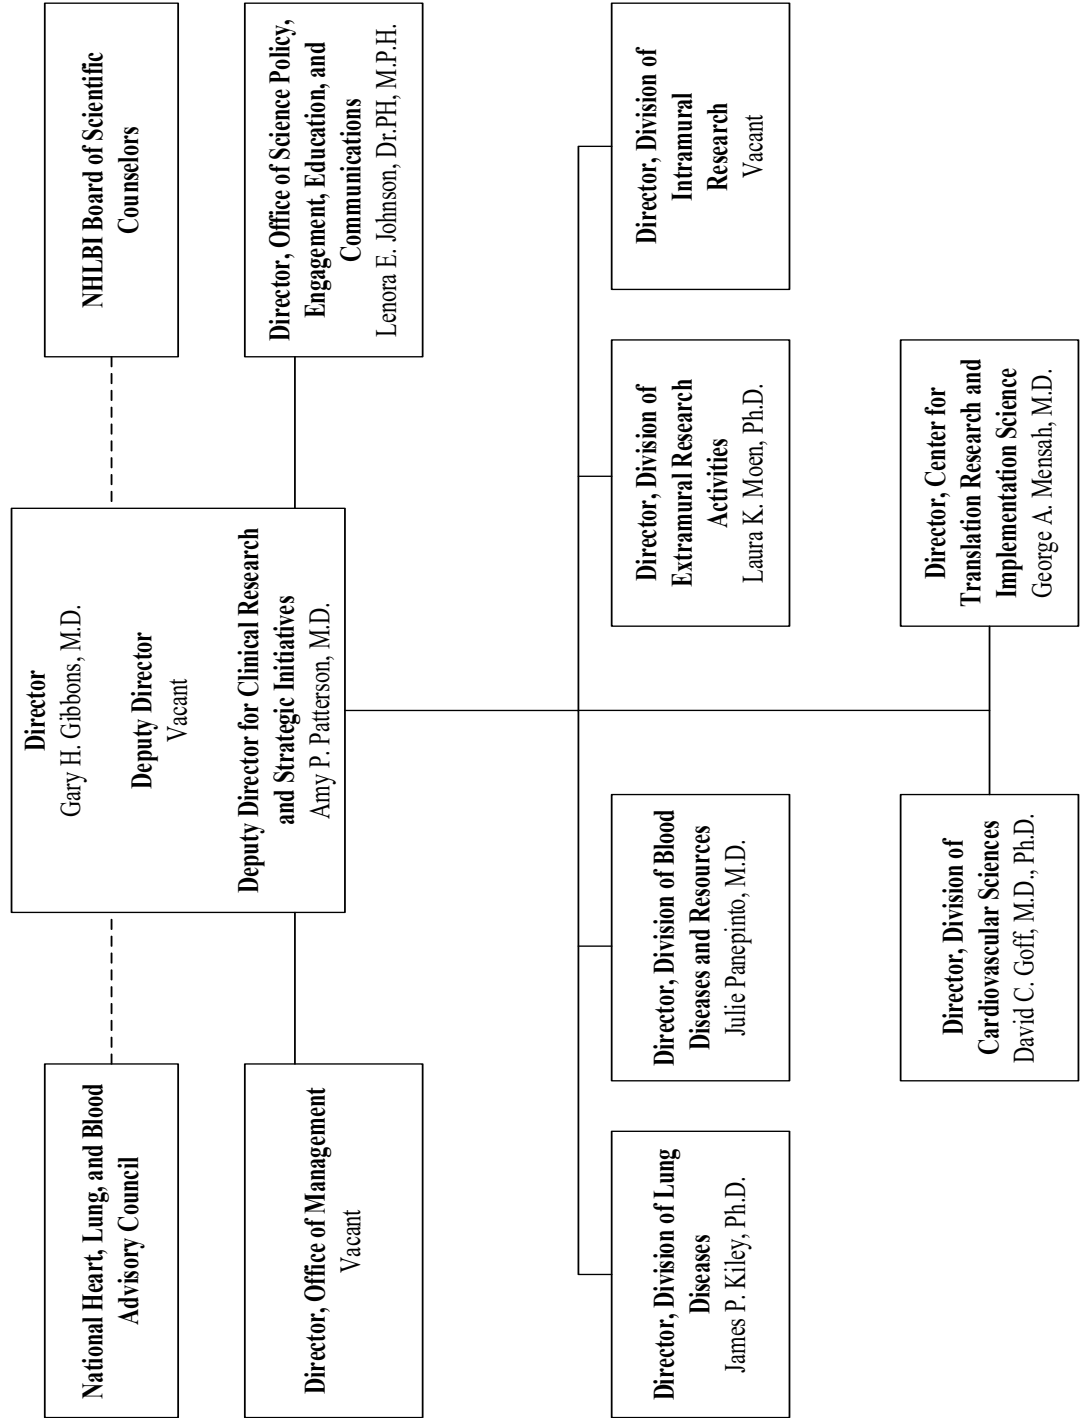 National Heart, Lung, and Blood
Advisory Council
Director
Gary H. Gibbons, M.D.
Deputy Director
Vacant
Deputy Director for Clinical Research
and Strategic Initiatives
Amy P. Patterson, M.D.
NHLBI Board of Scientific
Counselors
Director, Office of Management
Vacant
Director, Office of Science Policy,
Engagement, Education, and
Communications
Lenora E. Johnson, Dr.PH, M.P.H.
Director, Division of Lung
Diseases
James P. Kiley, Ph.D.
Director, Division of Blood
Diseases and Resources
Julie Panepinto, M.D.
Director, Division of
Extramural Research
Activities
Laura K. Moen, Ph.D.
Director, Division of
Intramural
Research
Vacant
Director, Division of
Cardiovascular Sciences
David C. Goff, M.D., Ph.D.
Director, Center for
Translation Research and
Implementation Science
George A. Mensah, M.D.